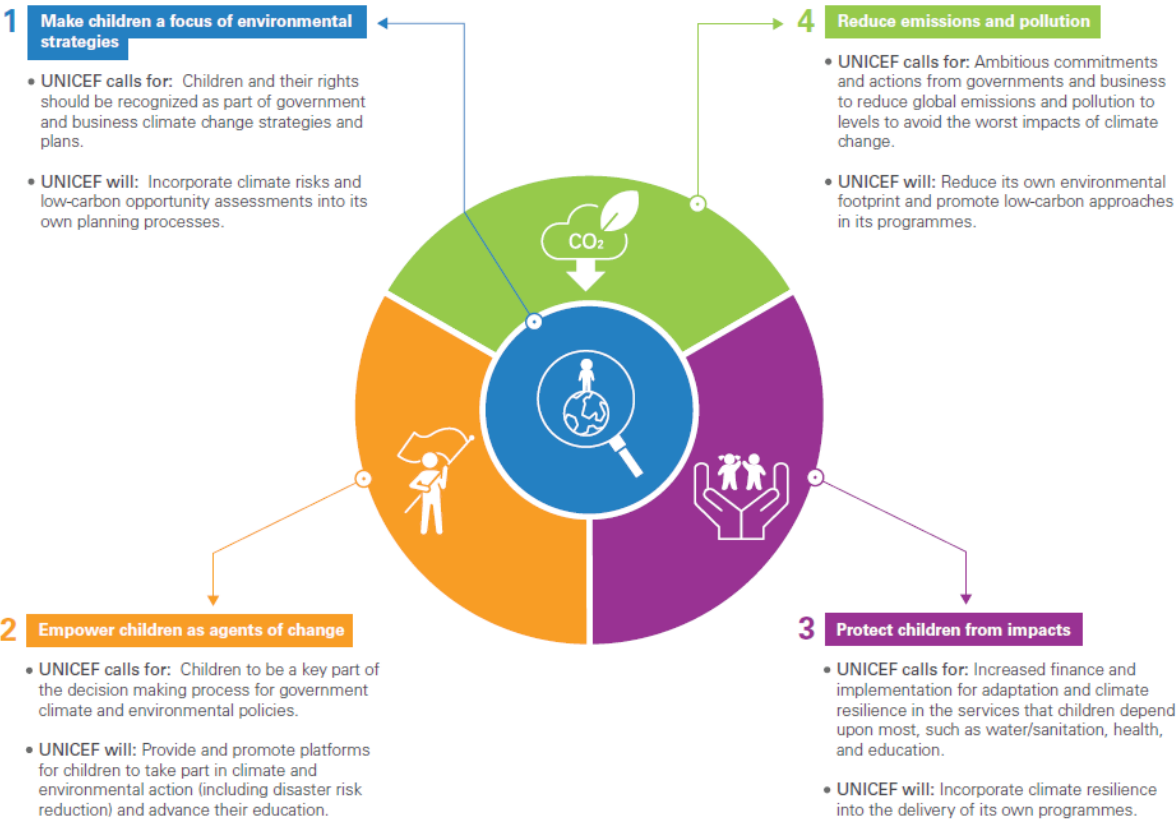 1 Make children a focus of environmental
strategies
• UNICEF calls for: Children and their rights
should be recognized as part of government
and business climate change strategies and
plans.
• UNICEF will: Incorporate climate risks and
low-carbon opportunity assessments into its
own planning processes.
4 Reduce emissions and pollution
• UNICEF calls for: Ambitious commitments
and actions from governments and business
to reduce global emissions and pollution to
levels to avoid the worst impacts of climate
change.
• UNICEF will: Reduce its own environmental
footprint and promote low-carbon approaches
in its programmes.
CO₂
2 Empower children as agents of change
• UNICEF calls for: Children to be a key part of
the decision making process for government
climate and environmental policies.
• UNICEF will: Provide and promote platforms
for children to take part in climate and
environmental action (including disaster risk
reduction) and advance their education.
3 Protect children from impacts
• UNICEF calls for: Increased finance and
implementation for adaptation and climate
resilience in the services that children depend
upon most, such as water/sanitation, health,
and education.
• UNICEF will: Incorporate climate resilience
into the delivery of its own programmes.